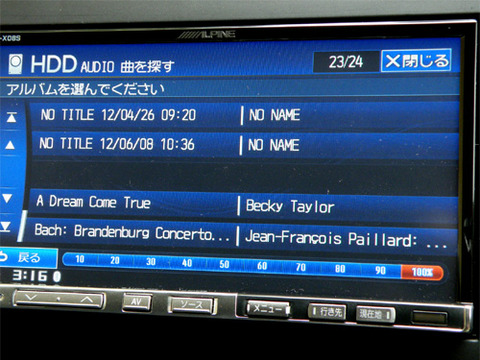 -X08S
ALPINE
HDD AUDIO 曲を探す 23/24 ×閉じる
アルバムを選んでください
NO TITLE 12/04/26 09:20 NO NAME
NO TITLE 12/06/08 10:36 NO NAME
A Dream Come True Becky Taylor
Bach: Brandenburg Concerto... Jean-François Paillard: ...
戻る 10 20 30 40 50 60 70 80 90 100%
3:16
AV ソース メニュー 行き先 現在地